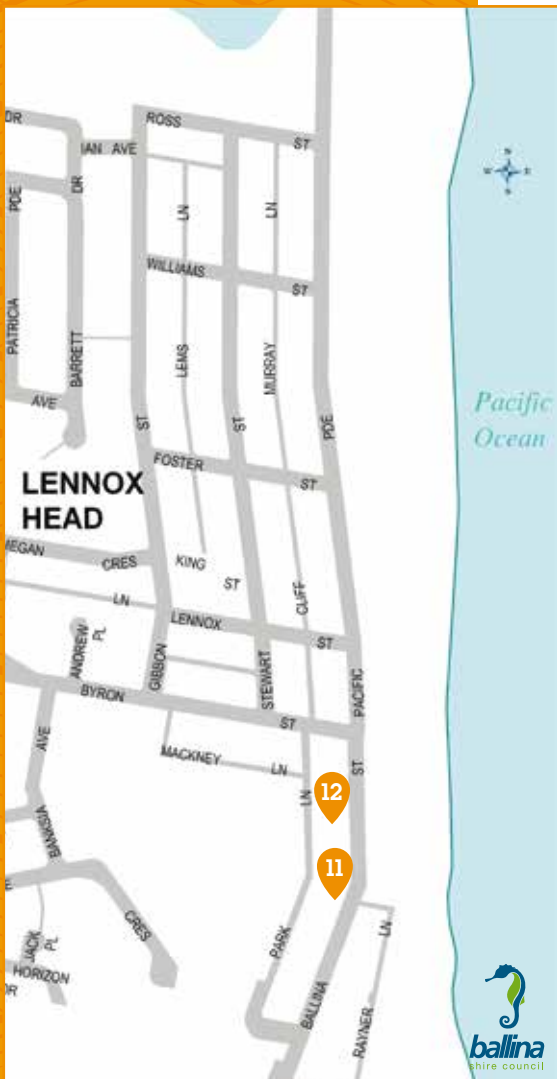 DR
ROSS
ST
IAN AVE
N
W E
S
PDE
DR
LN
LN
WILLIAMS
ST
PATRICIA
BARRETT
LEMS
MURRAY
AVE
ST
ST
PDE
Pacific
Ocean
FOSTER
ST
LENNOX
HEAD
MEGAN
CRES
KING
ST
LN
CLIFF
LENNOX
ST
ANDREW
PL
GIBBON
STEWART
PACIFIC
BYRON
ST
AVE
MACKNEY
LN
ST
LN
12
BANKSIA
11
E
CRES
JACK
PL
PARK
LN
HORIZON
DR
BALLINA
RAYNER
ballina
shire council